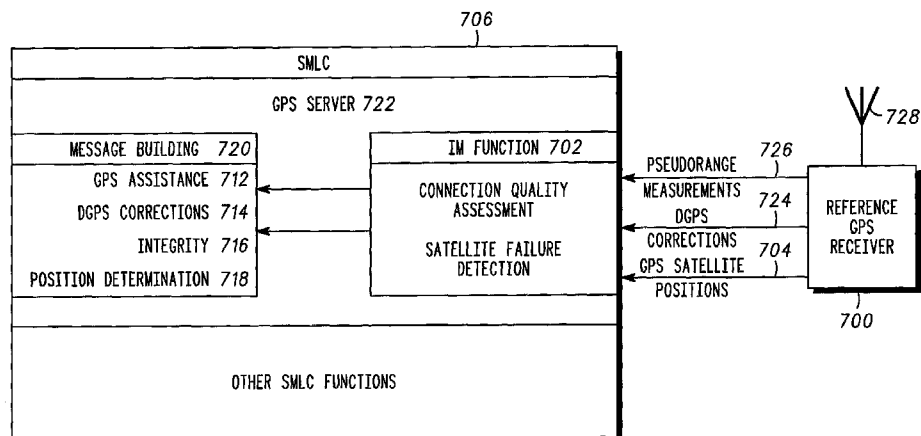 706
SMLC
GPS SERVER 722
MESSAGE BUILDING 720
GPS ASSISTANCE 712
DGPS CORRECTIONS 714
INTEGRITY 716
POSITION DETERMINATION 718
IM FUNCTION 702
CONNECTION QUALITY
ASSESSMENT
SATELLITE FAILURE
DETECTION
OTHER SMLC FUNCTIONS
PSEUDORANGE 726
MEASUREMENTS
DGPS 724
CORRECTIONS
GPS SATELLITE 704
POSITIONS
728
REFERENCE
GPS
RECEIVER
700